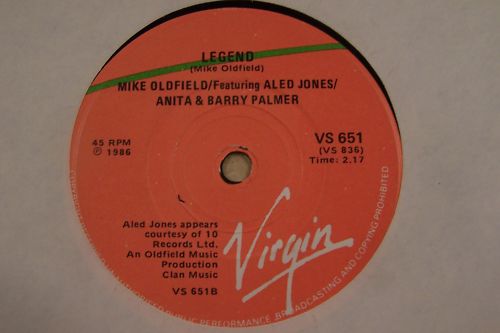 LEGEND
(Mike Oldfield)
MIKE OLDFIELD/Featuring ALED JONES/
ANITA & BARRY PALMER
45 RPM
℗ 1986
VS 651
(VS 836)
Time: 2.17
Aled Jones appears
courtesy of 10
Records Ltd.
An Oldfield Music
Production
Clan Music
VS 651B
Virgin
PUBLIC PERFORMANCE, BROADCASTING AND COPYING PROHIBITED